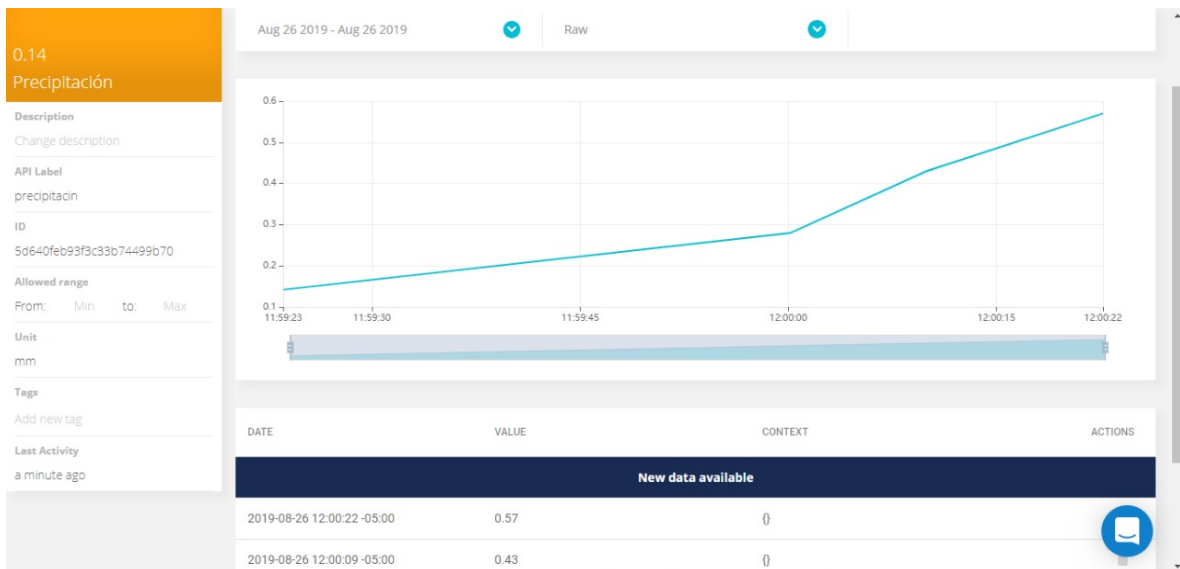 0.14
Precipitación
Description
Change description
API Label
precipitacin
ID
5d640feb93f3c33b74499b70
Allowed range
From: Min to: Max
Unit
mm
Tags
Add new tag
Last Activity
a minute ago
Aug 26 2019 - Aug 26 2019 Raw
0.6
0.5
0.4
0.3
0.2
0.1
11:59:23 11:59:30 11:59:45 12:00:00 12:00:15 12:00:22
DATE VALUE CONTEXT ACTIONS
New data available
2019-08-26 12:00:22 -05:00 0.57 {}
2019-08-26 12:00:09 -05:00 0.43 {}